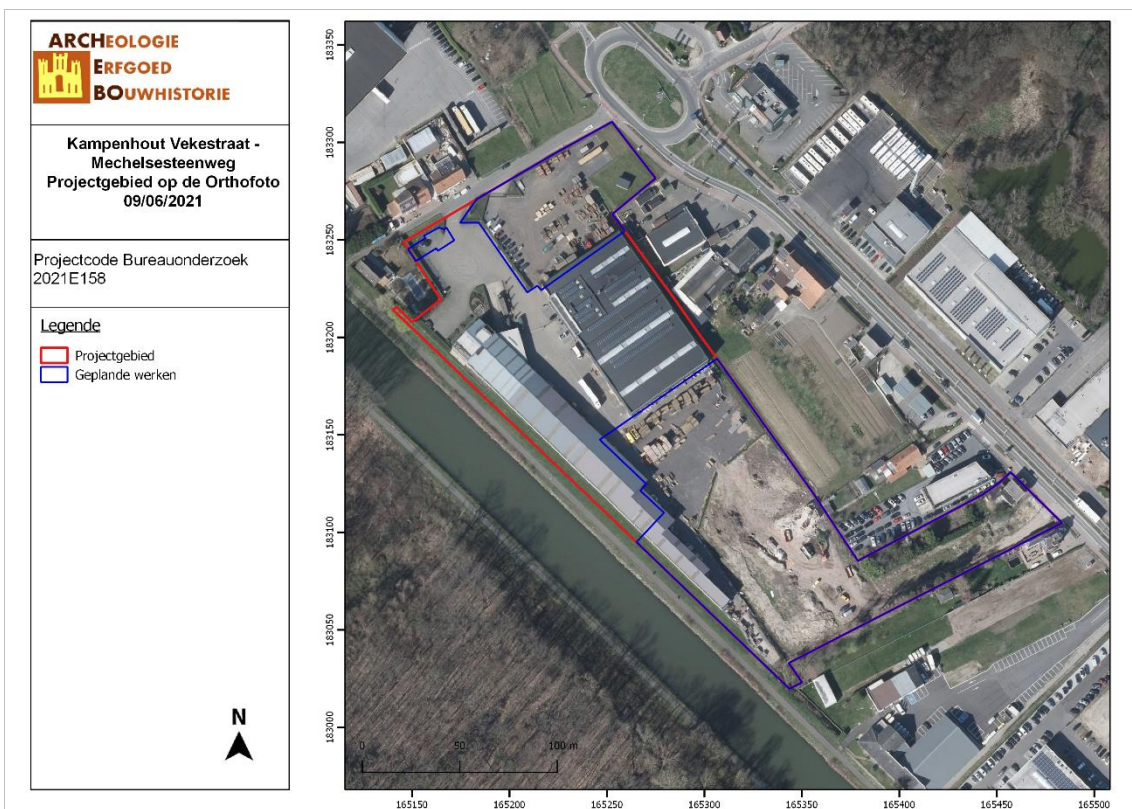 ARCHEOLOGIE
ERFGOED
BOUWHISTORIE
Kampenhout Vekestraat -
Mechelsesteenweg
Projectgebied op de Orthofoto
09/06/2021
Projectcode Bureauonderzoek
2021E158
Legende
Projectgebied
Geplande werken
N
183350
183300
183250
183200
183150
183100
183050
183000
0 50 100 m
165150 165200 165250 165300 165350 165400 165450 165500